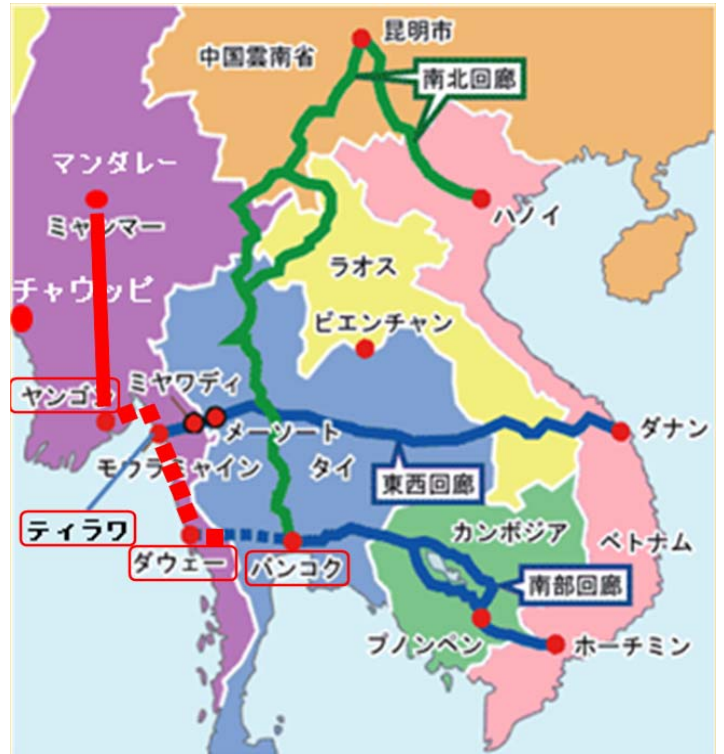 昆明市
中国雲南省
南北回廊
マンダレー
ミャンマー
ハノイ
ラオス
チャウッピ
ビエンチャン
ヤンゴン
ミヤワディ
メーソート
ダナン
モウラミャイン
タイ
東西回廊
ティラワ
カンボジア
ベトナム
ダウェー
バンコク
南部回廊
プノンペン
ホーチミン